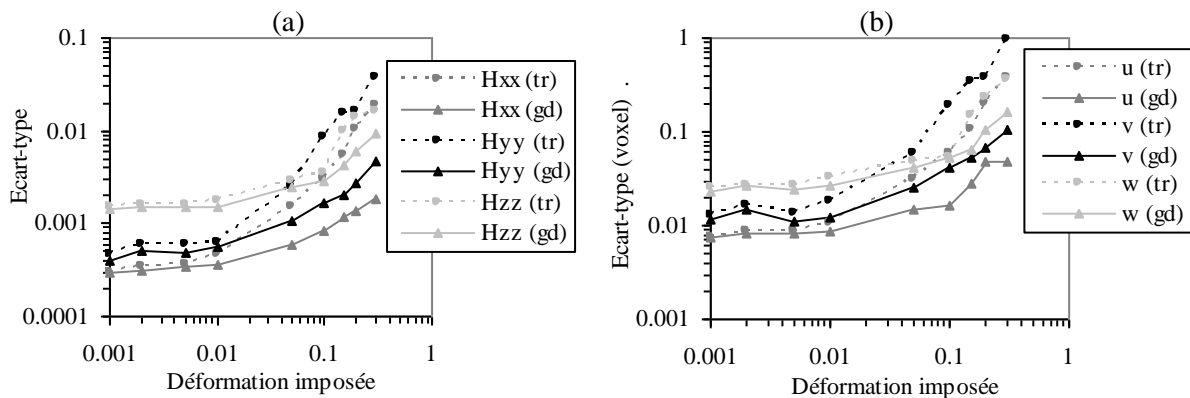 (a)
0.1
0.01
0.001
0.0001
Ecart-type
0.001
0.01
0.1
1
Déformation imposée
Hxx (tr)
Hxx (gd)
Hyy (tr)
Hyy (gd)
Hzz (tr)
Hzz (gd)
(b)
1
0.1
0.01
0.001
Ecart-type (voxel) .
0.001
0.01
0.1
1
Déformation imposée
u (tr)
u (gd)
v (tr)
v (gd)
w (tr)
w (gd)